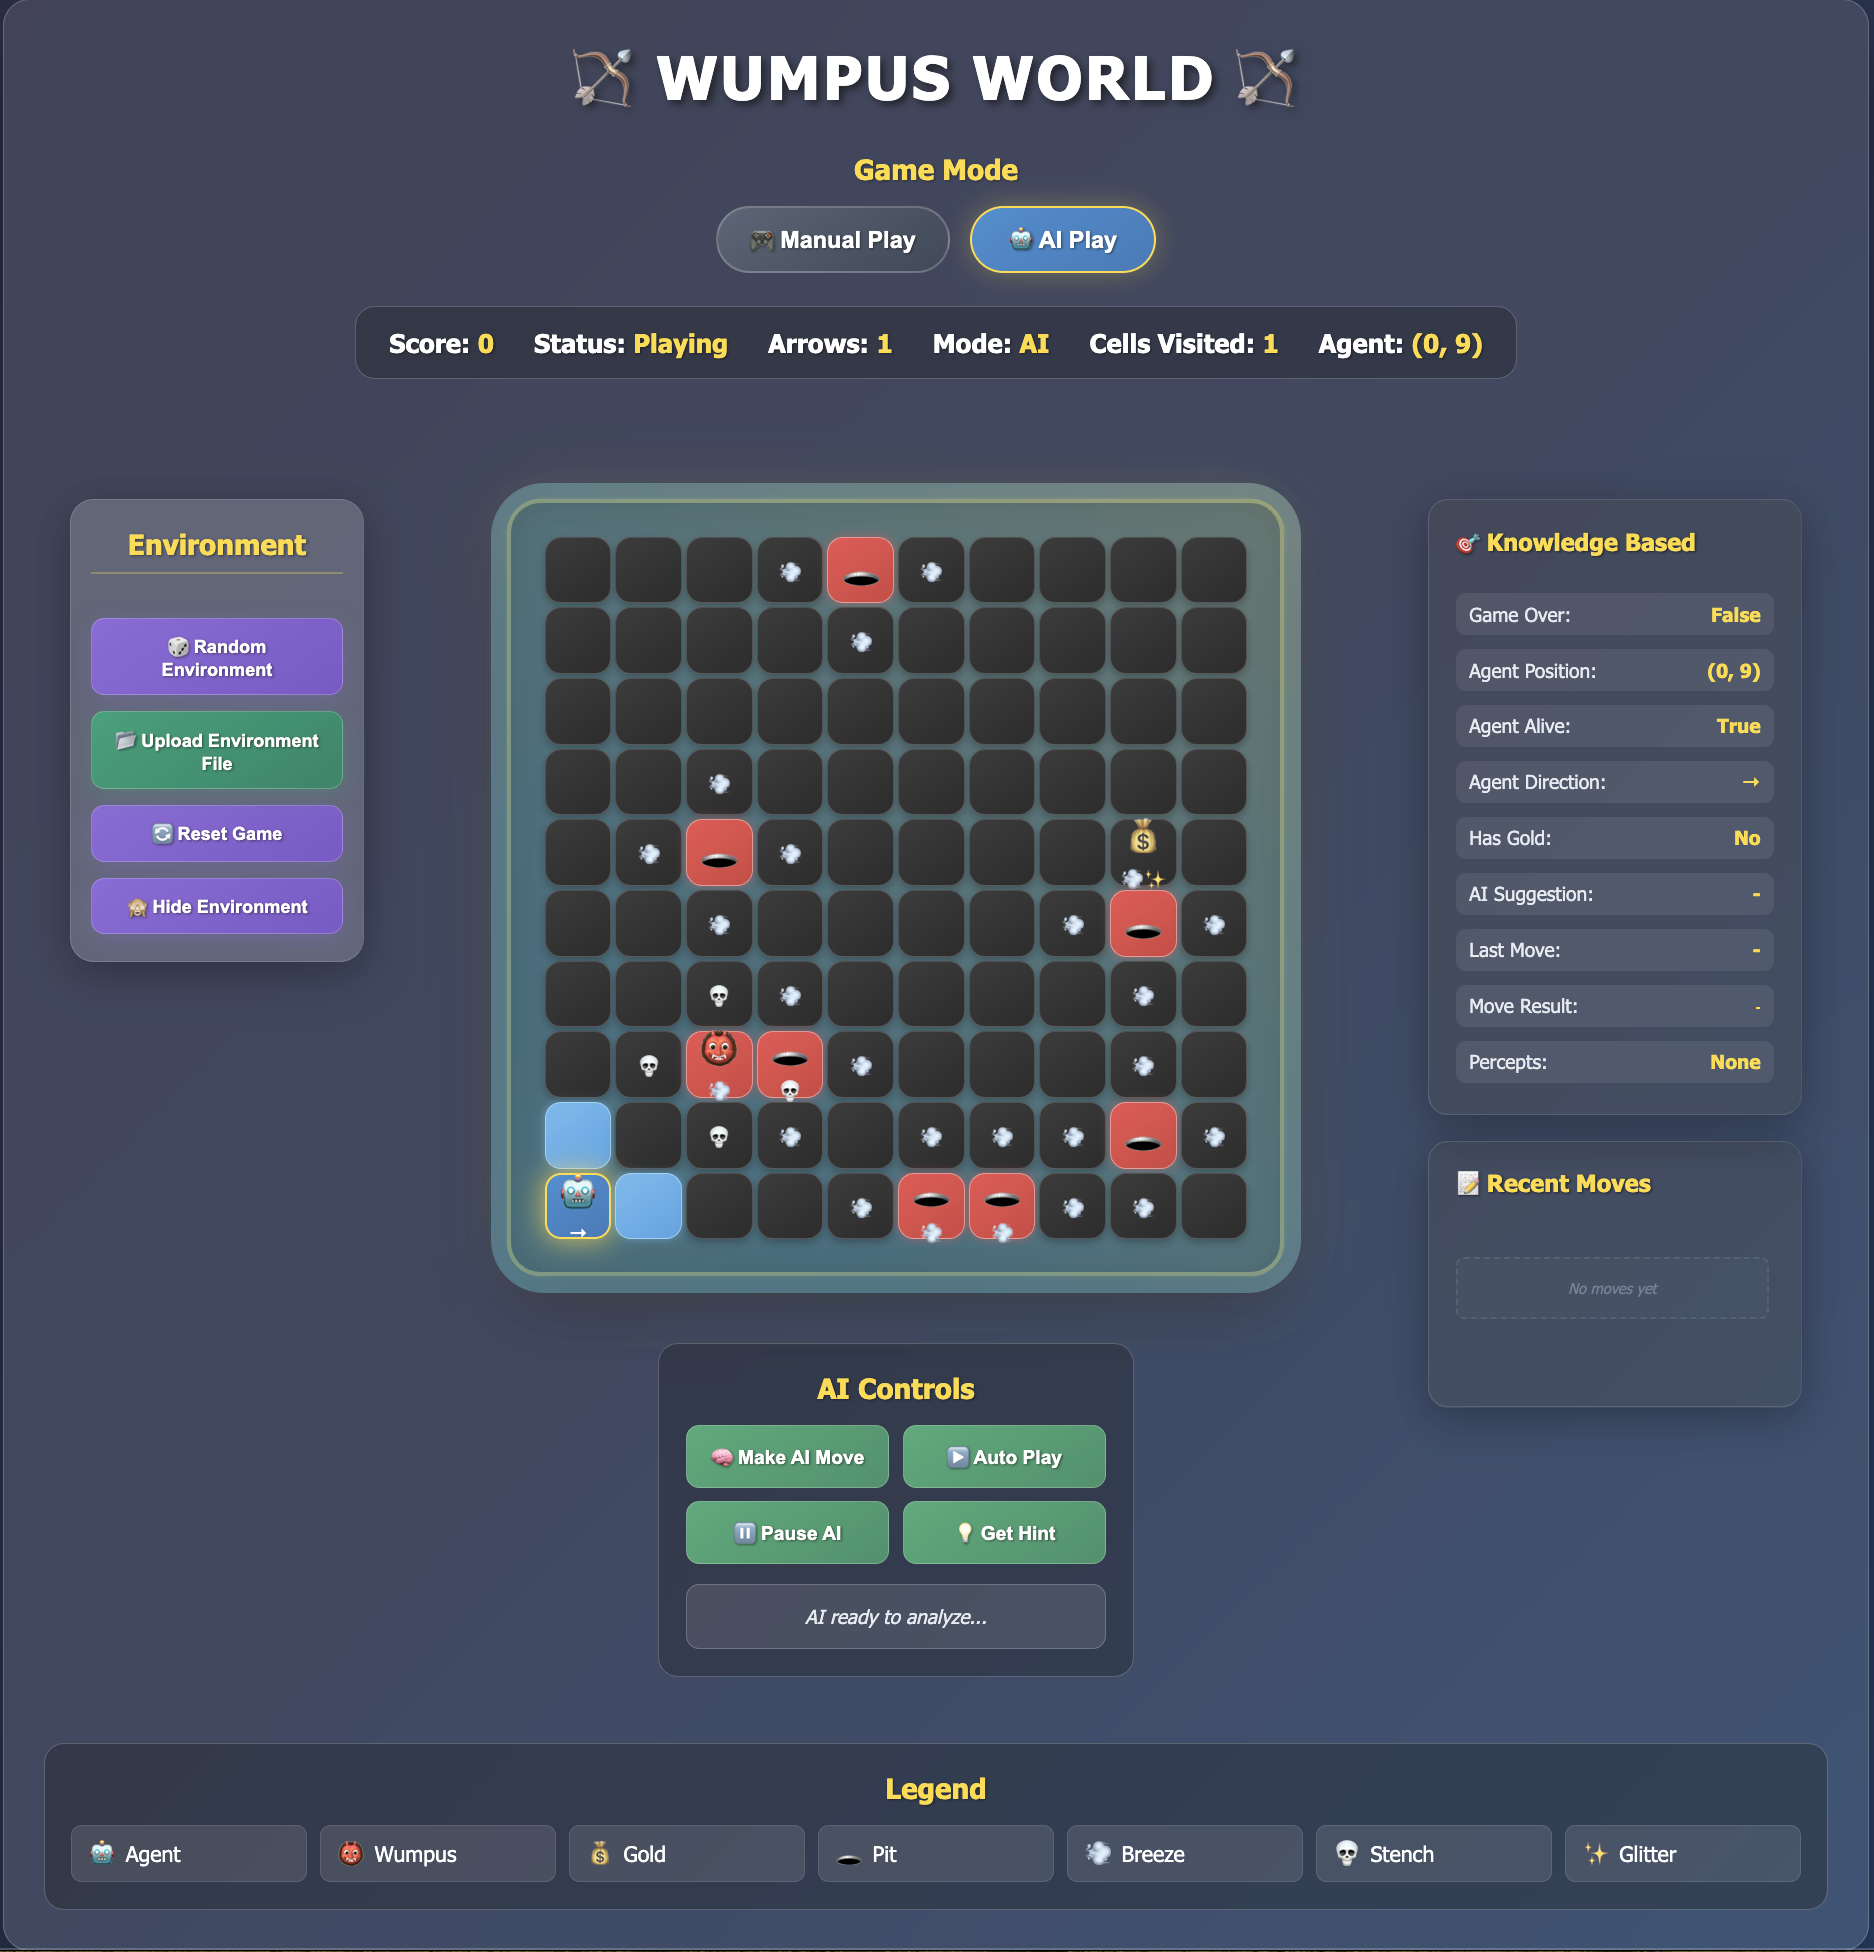 WUMPUS WORLD
Game Mode
Manual Play
AI Play
Score: 0 Status: Playing Arrows: 1 Mode: AI Cells Visited: 1 Agent: (0, 9)
Environment
Random
Environment
Upload Environment
File
Reset Game
Hide Environment
Knowledge Based
Game Over: False
Agent Position: (0, 9)
Agent Alive: True
Agent Direction: →
Has Gold: No
AI Suggestion: -
Last Move: -
Move Result: -
Percepts: None
Recent Moves
No moves yet
AI Controls
Make AI Move
Auto Play
Pause AI
Get Hint
AI ready to analyze...
Legend
Agent
Wumpus
Gold
Pit
Breeze
Stench
Glitter